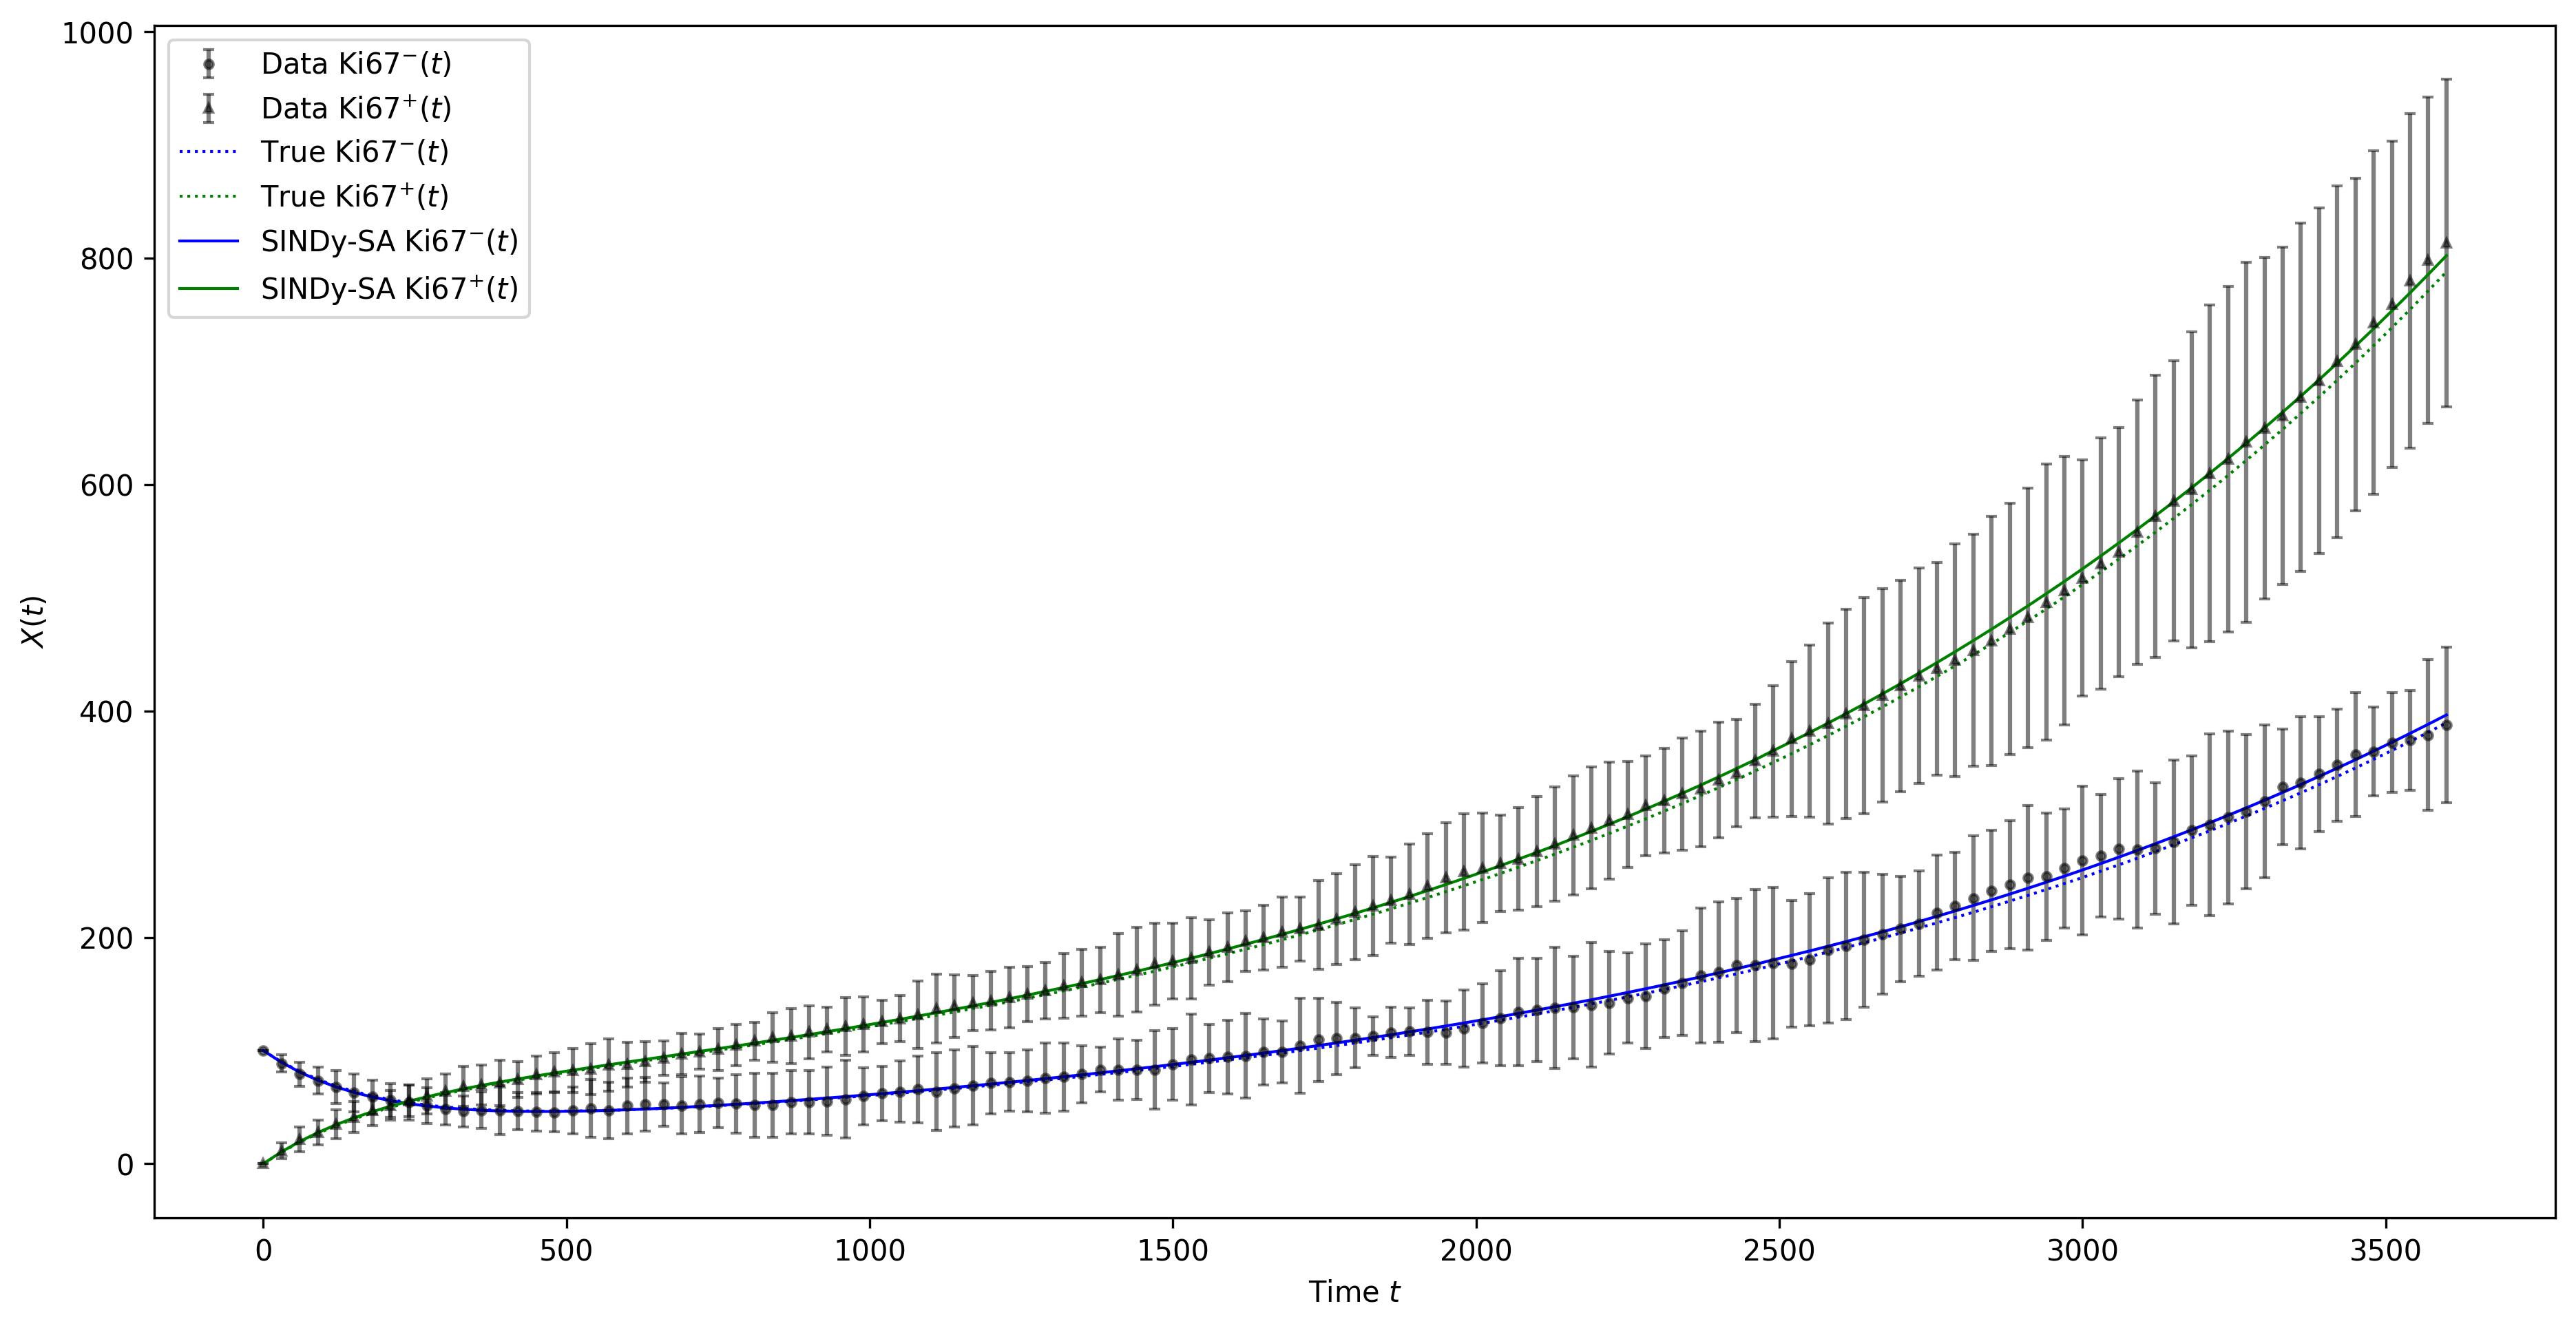 1000
800
600
400
200
0
X(t)
Data Ki67⁻(t)
Data Ki67⁺(t)
True Ki67⁻(t)
True Ki67⁺(t)
SINDy-SA Ki67⁻(t)
SINDy-SA Ki67⁺(t)
0 500 1000 1500 2000 2500 3000 3500
Time t